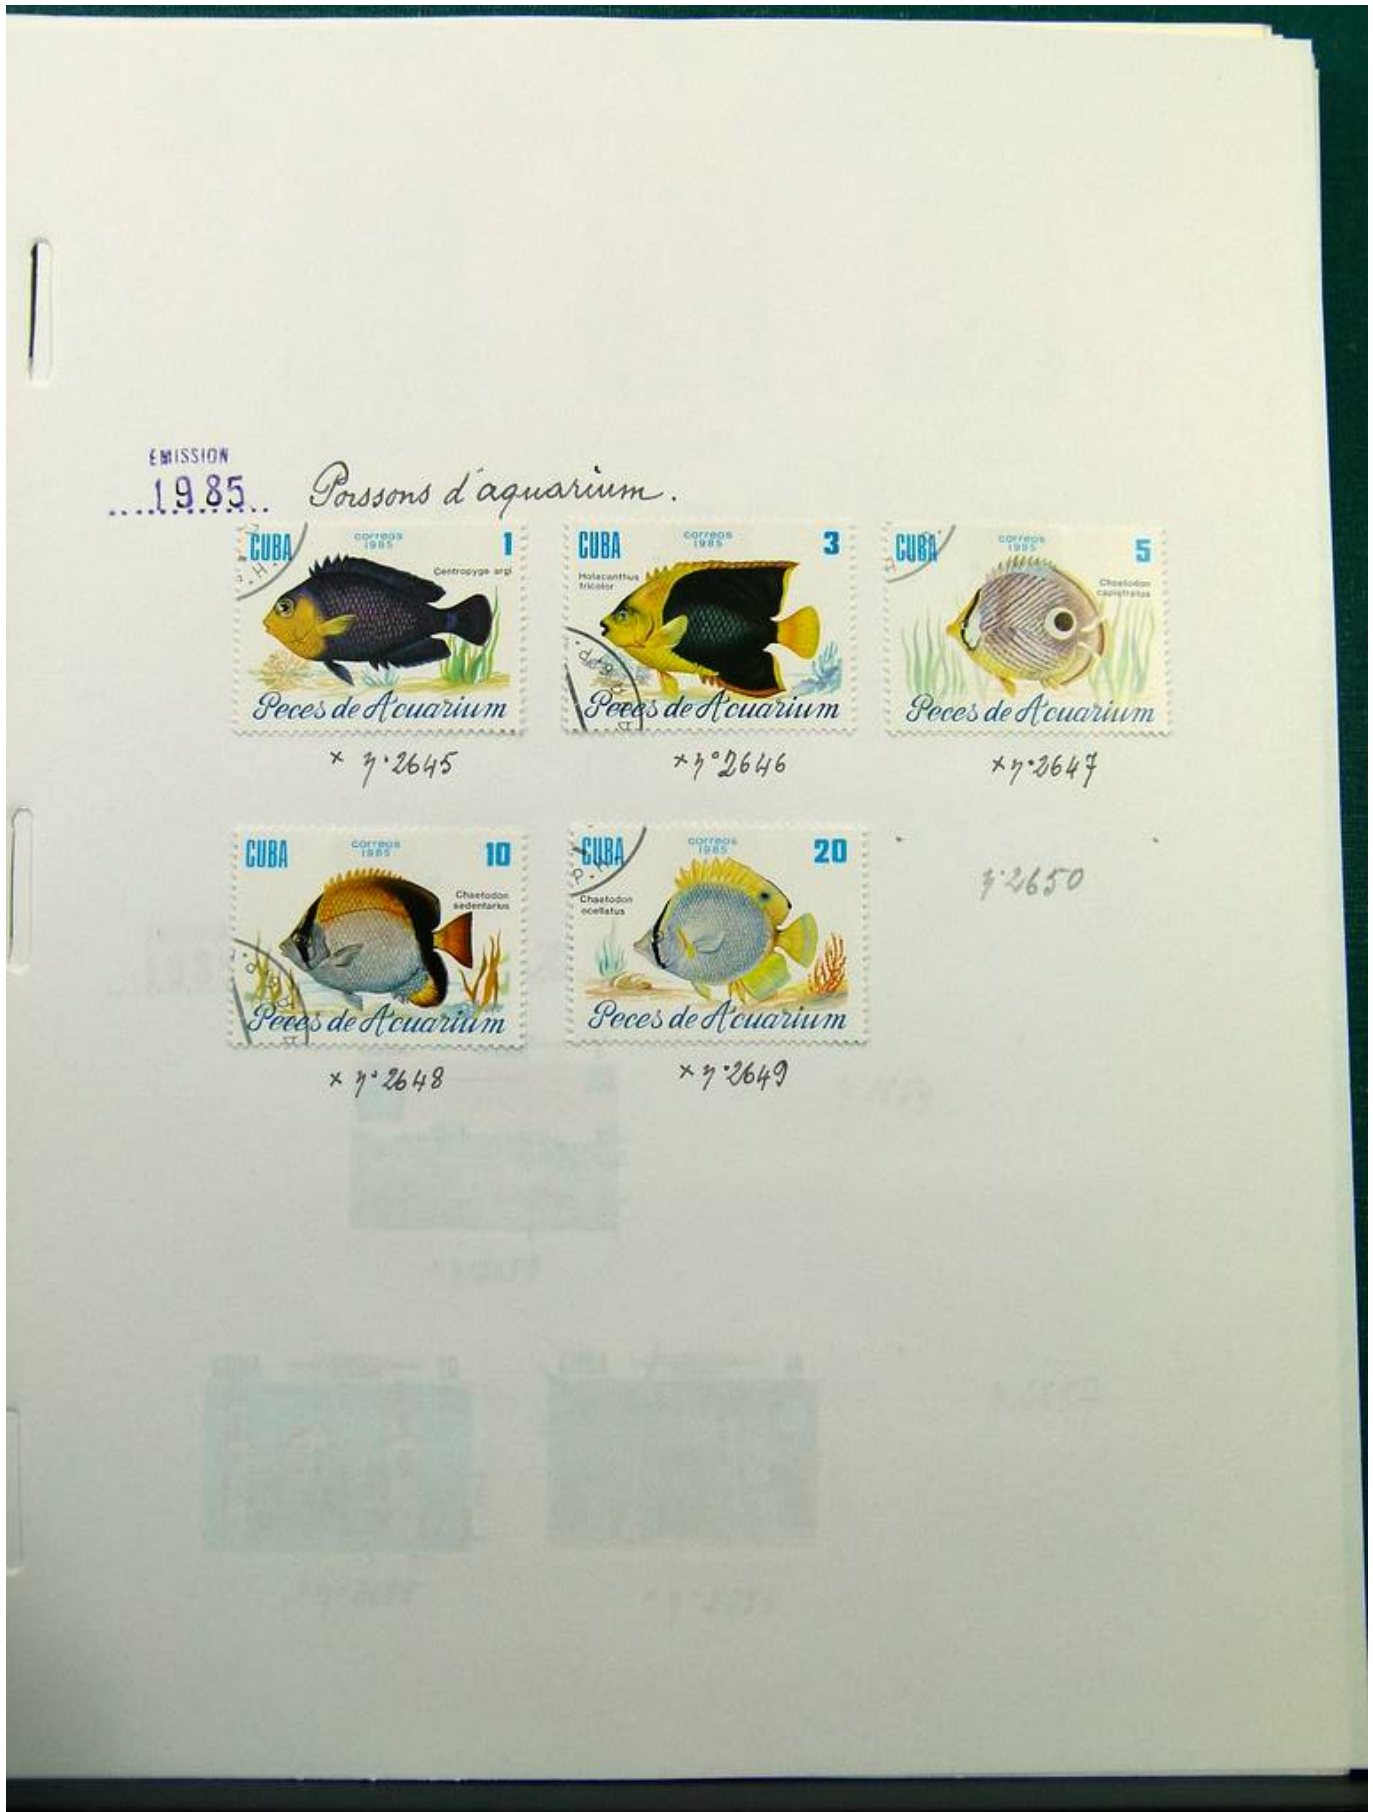 EMISSION
1985
Poissons d'aquarium.
CUBA correos 1985 1
Centropyge argi
Peces de Acuarium
CUBA correos 1985 3
Holacanthus
tricolor
Peces de Acuarium
CUBA correos 1985 5
Chaetodon
capistratus
Peces de Acuarium
x n°2645
x n°2646
x n°2647
CUBA correos 1985 10
Chaetodon
sedentarius
Peces de Acuarium
CUBA correos 1985 20
Chaetodon
ocellatus
Peces de Acuarium
n°2650
x n°2648
x n°2649